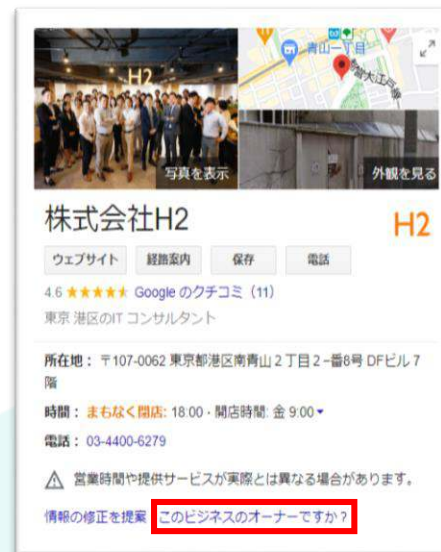 H2
青山一丁目
営大江戸
写真を表示
外観を見る
株式会社H2
H2
ウェブサイト
経路案内
保存
電話
4.6 ★★★★★ Google のクチコミ（11）
東京 港区のIT コンサルタント
所在地： 〒107-0062 東京都港区南青山２丁目２−番8号 DFビル 7
階
時間： まもなく閉店: 18:00 · 開店時間: 金 9:00
電話： 03-4400-6279
営業時間や提供サービスが実際とは異なる場合があります。
情報の修正を提案
このビジネスのオーナーですか？